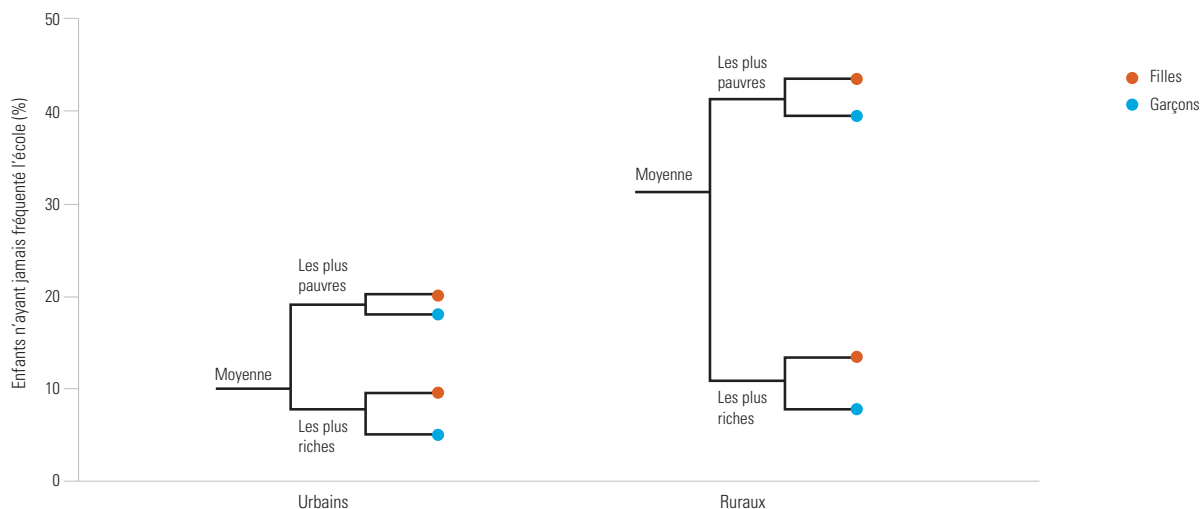 Enfants n'ayant jamais fréquenté l'école (%)
50
40
30
20
10
0
Moyenne
Les plus
pauvres
Les plus
riches
Urbains
Moyenne
Les plus
pauvres
Les plus
riches
Ruraux
Filles
Garçons